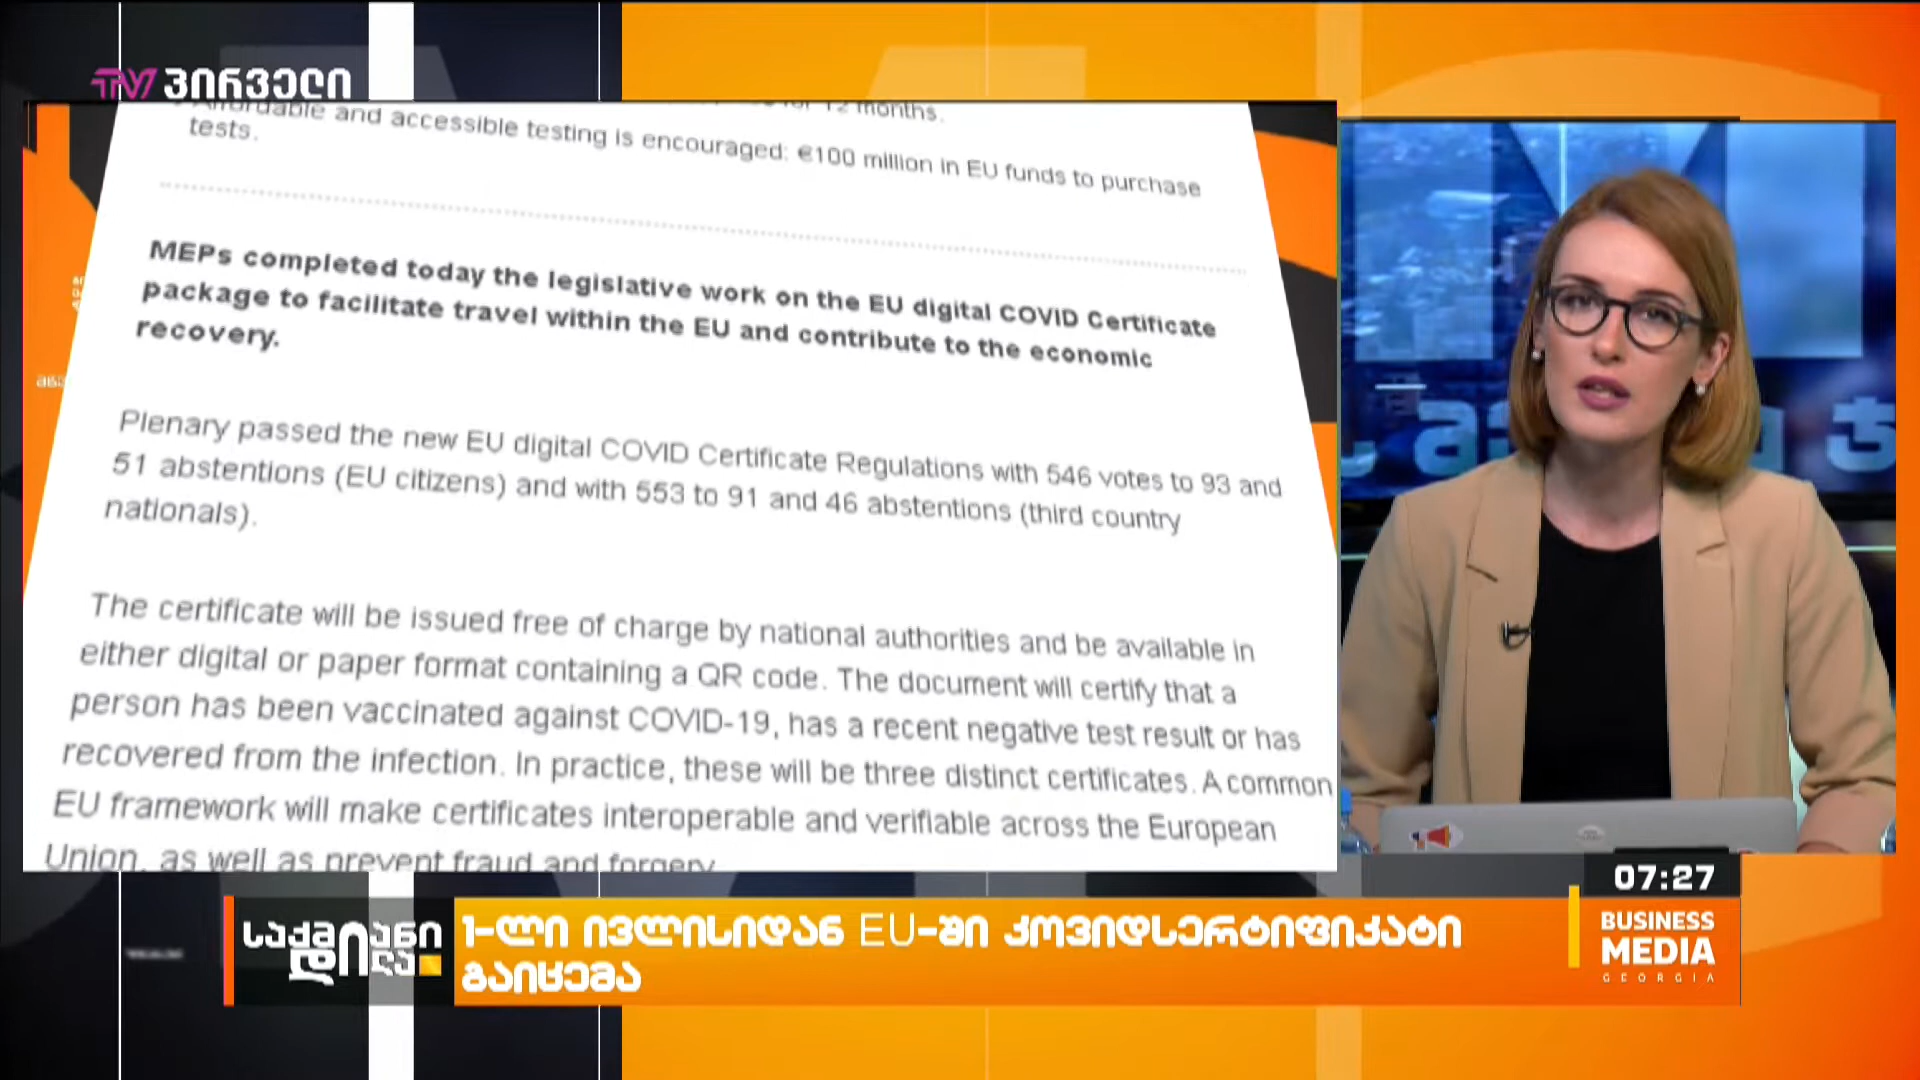 TV პირველი
Affordable and accessible testing is encouraged: €100 million in EU funds to purchase
12 months.
tests.
MEPs completed today the legislative work on the EU digital COVID Certificate
package to facilitate travel within the EU and contribute to the economic
recovery.
Plenary passed the new EU digital COVID Certificate Regulations with 546 votes to 93 and
51 abstentions (EU citizens) and with 553 to 91 and 46 abstentions (third country
nationals).
The certificate will be issued free of charge by national authorities and be available in
either digital or paper format containing a QR code. The document will certify that a
person has been vaccinated against COVID-19, has a recent negative test result or has
recovered from the infection. In practice, these will be three distinct certificates. A common
EU framework will make certificates interoperable and verifiable across the European
Union, as well as prevent fraud and forgery
07:27
საქმიანი
დილა
1-ლი ივლისიდან EU-ში კოვიდსერტიფიკატი
გაიცემა
BUSINESS
MEDIA
GEORGIA